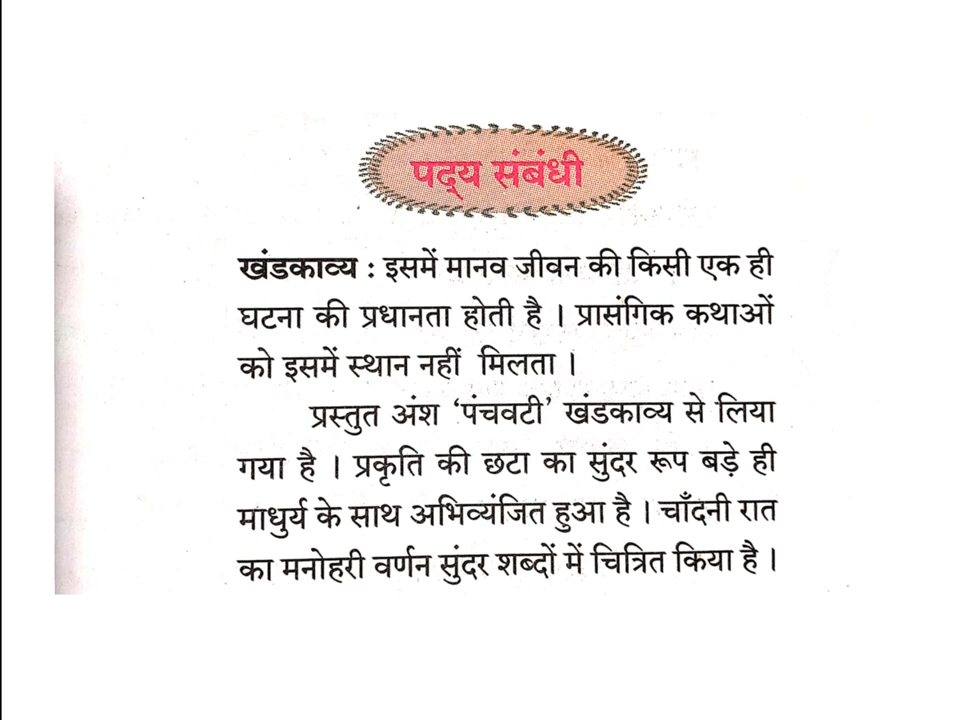 पद्य संबंधी
खंडकाव्य : इसमें मानव जीवन की किसी एक ही
घटना की प्रधानता होती है । प्रासंगिक कथाओं
को इसमें स्थान नहीं मिलता ।
प्रस्तुत अंश ‘पंचवटी’ खंडकाव्य से लिया
गया है । प्रकृति की छटा का सुंदर रूप बड़े ही
माधुर्य के साथ अभिव्यंजित हुआ है । चाँदनी रात
का मनोहरी वर्णन सुंदर शब्दों में चित्रित किया है ।